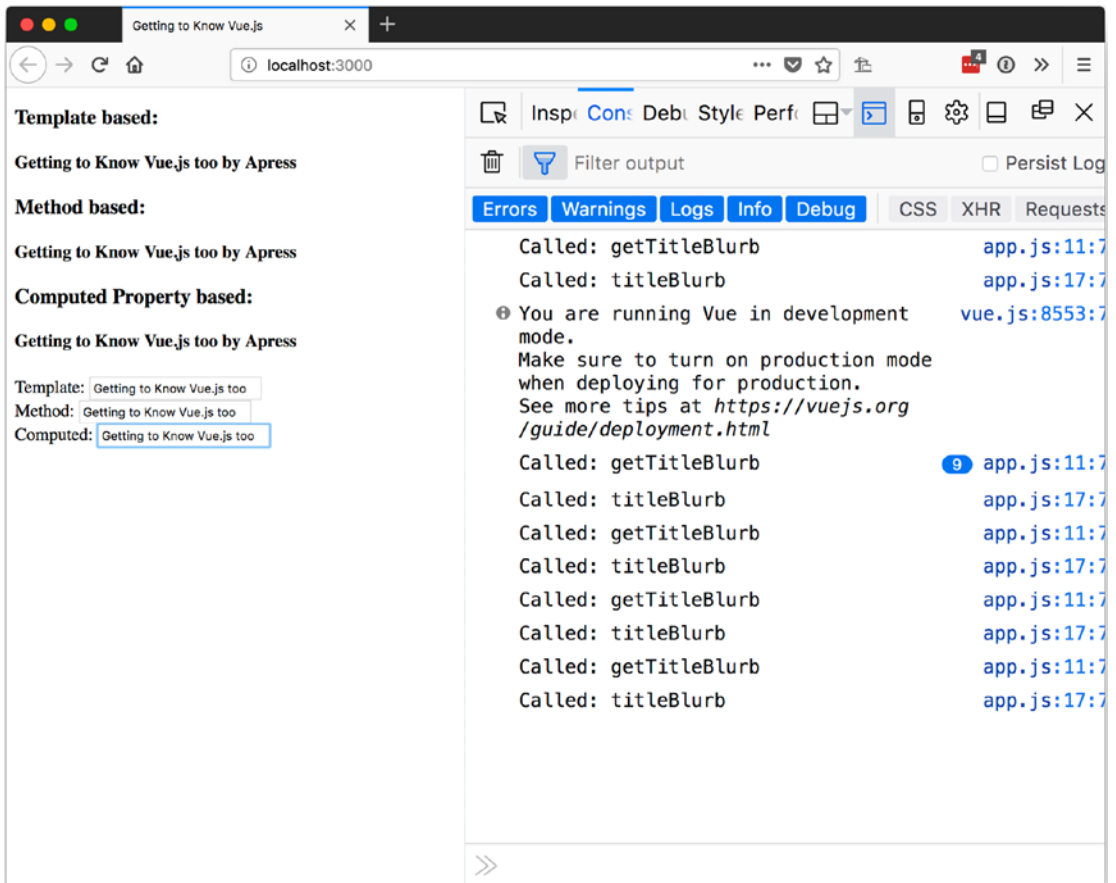 Getting to Know Vue.js
localhost:3000
4
Template based:
Getting to Know Vue.js too by Apress
Method based:
Getting to Know Vue.js too by Apress
Computed Property based:
Getting to Know Vue.js too by Apress
Template: Getting to Know Vue.js too
Method: Getting to Know Vue.js too
Computed: Getting to Know Vue.js too
Insp Cons Deb Style Perf
Filter output
Persist Log
Errors Warnings Logs Info Debug CSS XHR Requests
Called: getTitleBlurb app.js:11:7
Called: titleBlurb app.js:17:7
You are running Vue in development vue.js:8553:7
mode.
Make sure to turn on production mode
when deploying for production.
See more tips at https://vuejs.org
/guide/deployment.html
Called: getTitleBlurb 9 app.js:11:7
Called: titleBlurb app.js:17:7
Called: getTitleBlurb app.js:11:7
Called: titleBlurb app.js:17:7
Called: getTitleBlurb app.js:11:7
Called: titleBlurb app.js:17:7
Called: getTitleBlurb app.js:11:7
Called: titleBlurb app.js:17:7